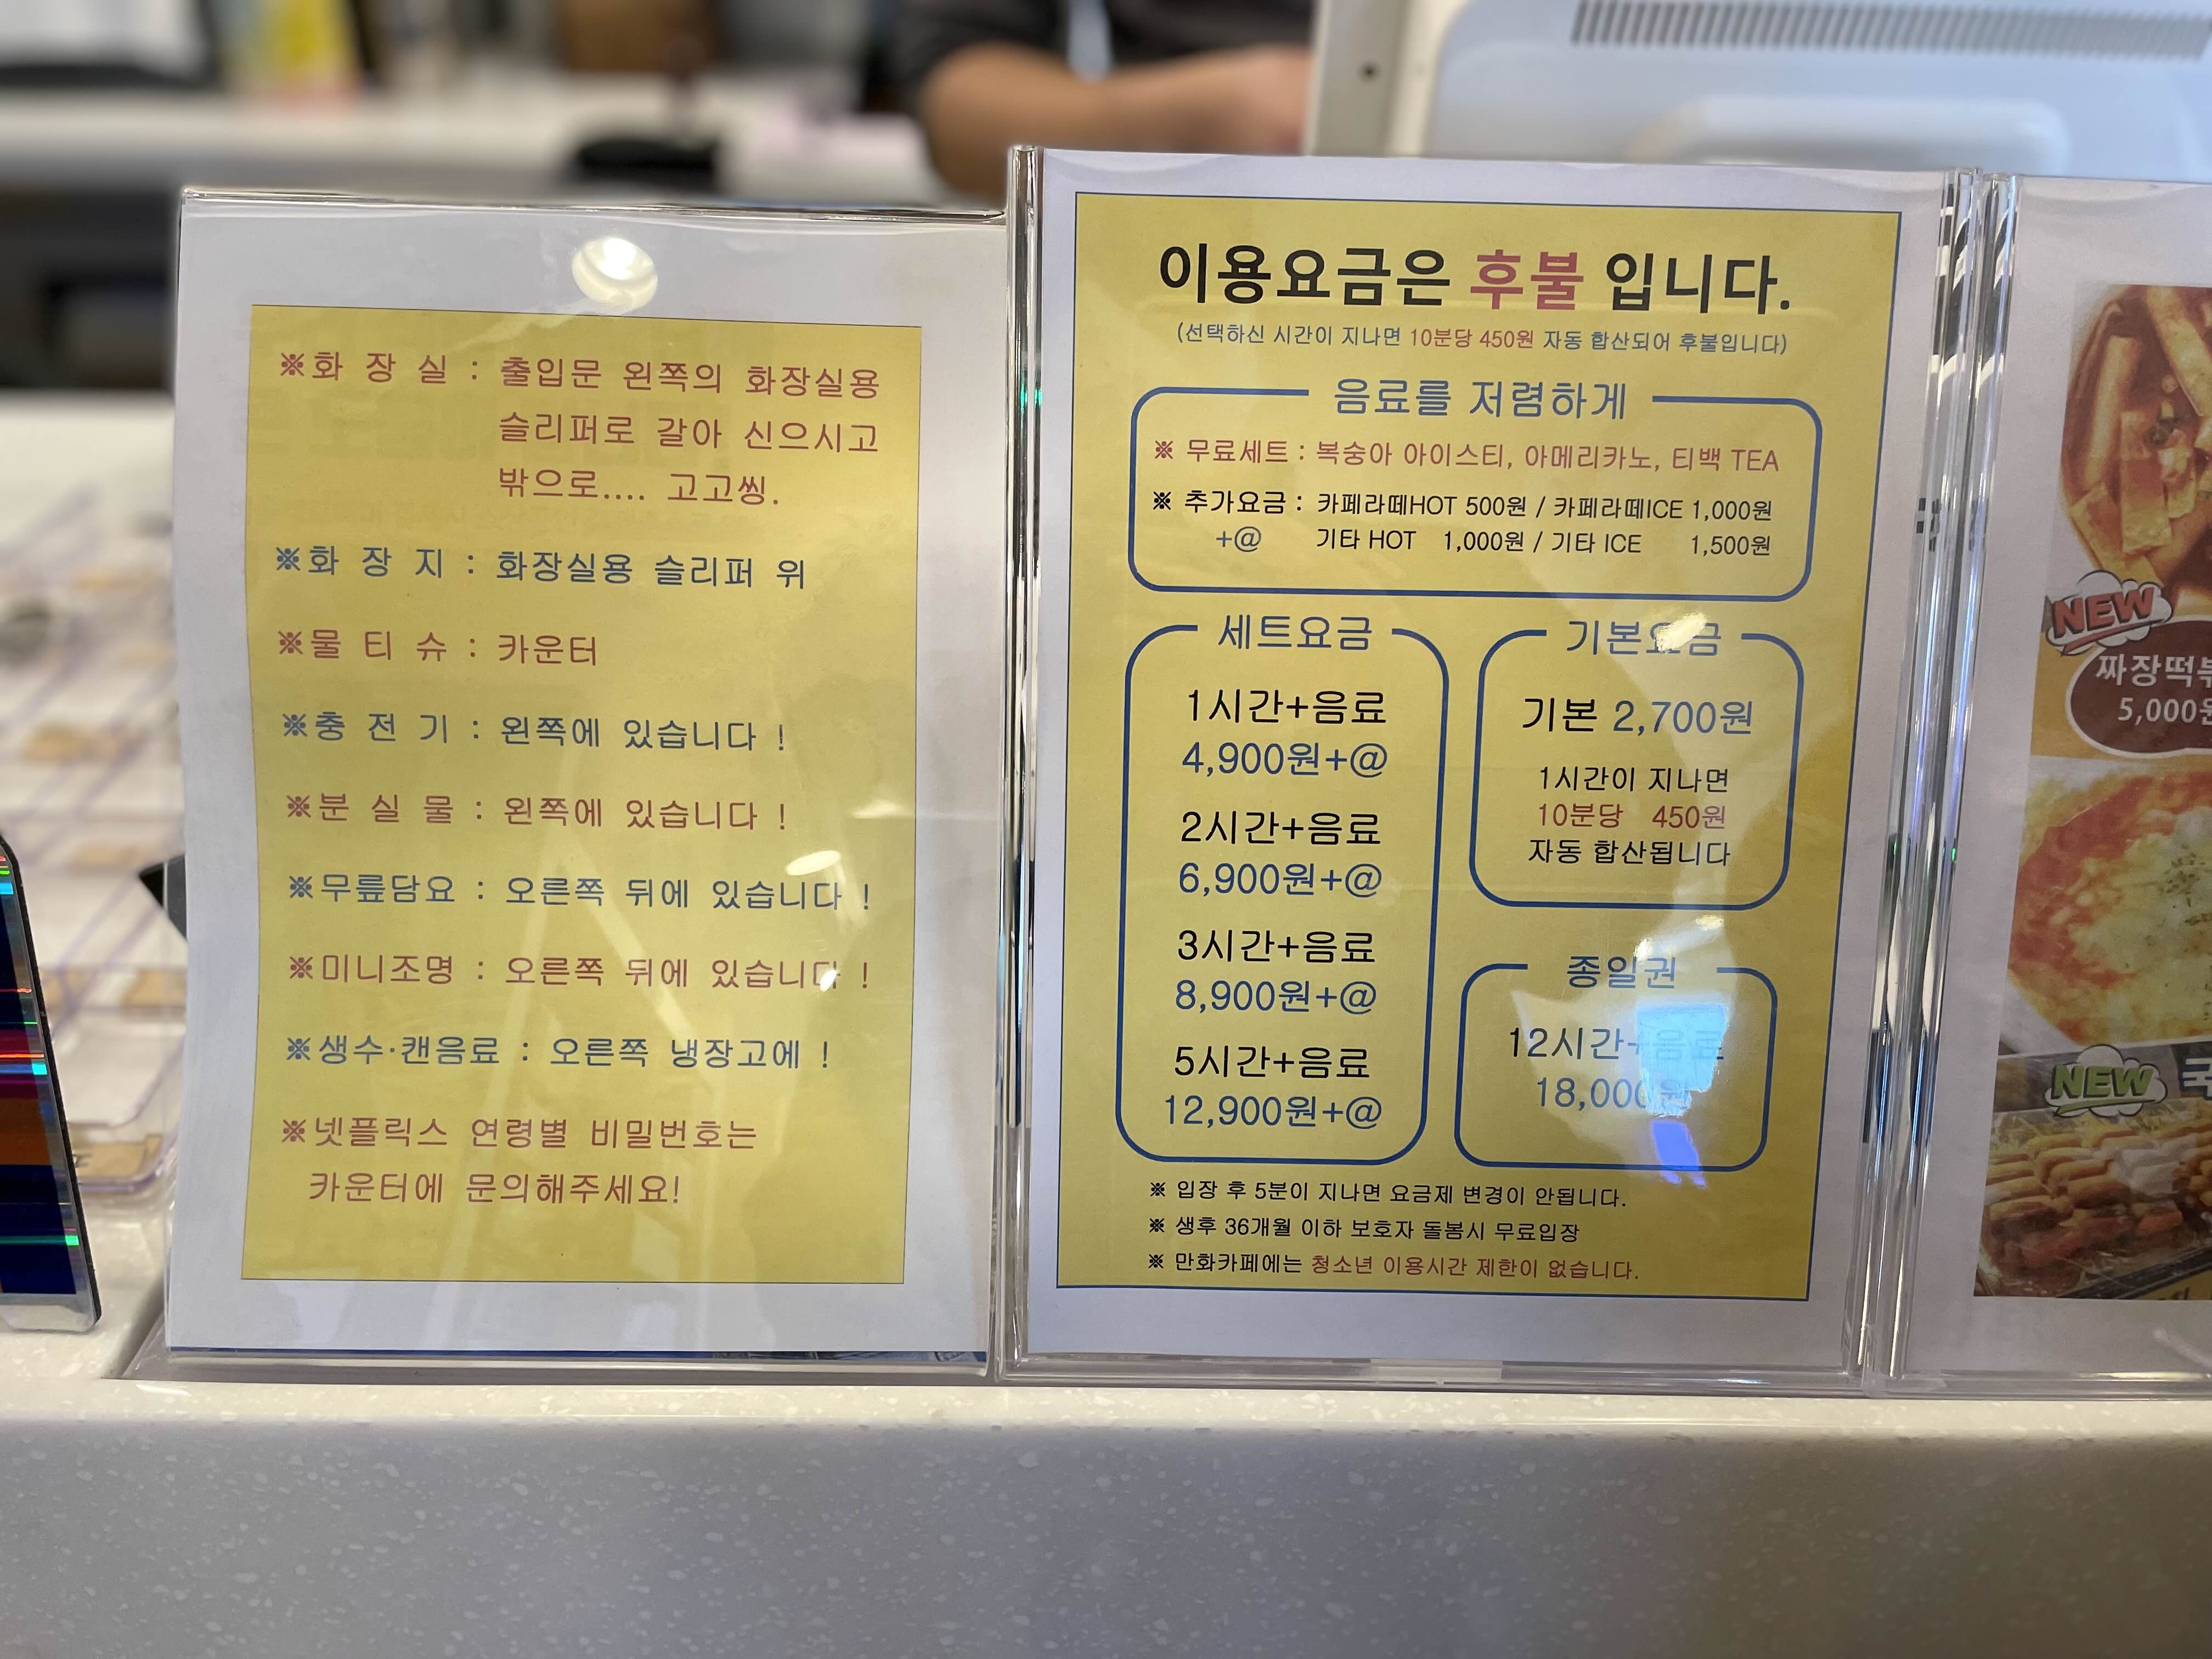 ※화 장 실 : 출입문 왼쪽의 화장실용
슬리퍼로 갈아 신으시고
밖으로.... 고고씽.
※화 장 지 : 화장실용 슬리퍼 위
※물 티 슈 : 카운터
※충 전 기 : 왼쪽에 있습니다 !
※분 실 물 : 왼쪽에 있습니다 !
※무릎담요 : 오른쪽 뒤에 있습니다 !
※미니조명 : 오른쪽 뒤에 있습니다 !
※생수·캔음료 : 오른쪽 냉장고에 !
※넷플릭스 연령별 비밀번호는
카운터에 문의해주세요!
이용요금은 후불 입니다.
(선택하신 시간이 지나면 10분당 450원 자동 합산되어 후불입니다)
음료를 저렴하게
※ 무료세트 : 복숭아 아이스티, 아메리카노, 티백 TEA
※ 추가요금 : 카페라떼HOT 500원 / 카페라떼ICE 1,000원
+@ 기타 HOT 1,000원 / 기타 ICE 1,500원
세트요금
1시간+음료
4,900원+@
2시간+음료
6,900원+@
3시간+음료
8,900원+@
5시간+음료
12,900원+@
기본요금
기본 2,700원
1시간이 지나면
10분당 450원
자동 합산됩니다
종일권
12시간+음료
18,000원
※ 입장 후 5분이 지나면 요금제 변경이 안됩니다.
※ 생후 36개월 이하 보호자 돌봄시 무료입장
※ 만화카페에는 청소년 이용시간 제한이 없습니다.
NEW
5,000
NEW